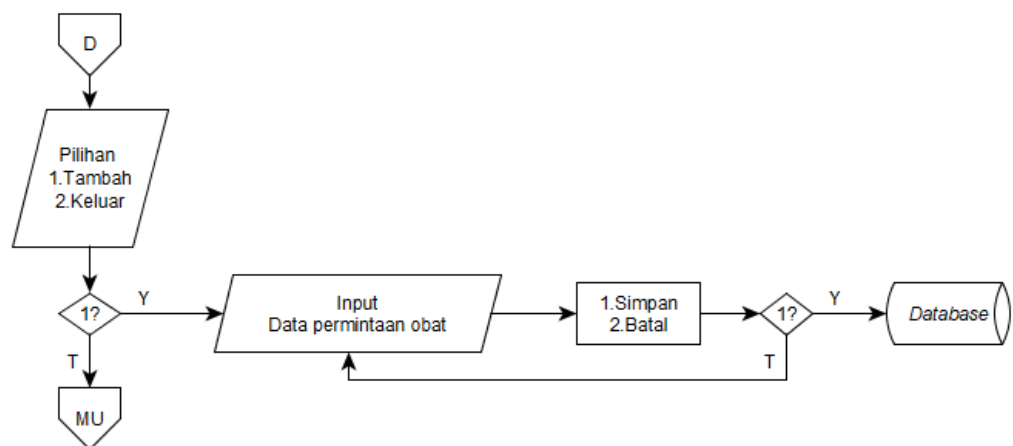 D
Pilihan
1.Tambah
2.Keluar
1?
Y
T
MU
Input
Data permintaan obat
1.Simpan
2.Batal
1?
Y
T
Database